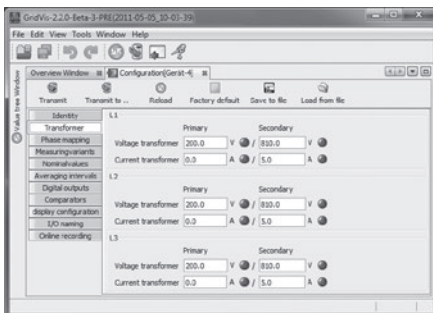 GridVis-2.2.0-Beta-3-PRE(2011-05-05_10-03-39)
File Edit View Tools Window Help
Value tree Window
Overview Window Configuration[Gerät-4]
Transmit Transmit to ... Reload Factory default Save to file Load from file
Identity
Transformer
Phase mapping
Measuringvariants
Nominalvalues
Averaging intervals
Digital outputs
Comparators
display configuration
I/O naming
Online recording
L1
Primary Secondary
Voltage transformer 200.0 V / 810.0 V
Current transformer 0.0 A / 5.0 A
L2
Primary Secondary
Voltage transformer 200.0 V / 810.0 V
Current transformer 0.0 A / 5.0 A
L3
Primary Secondary
Voltage transformer 200.0 V / 810.0 V
Current transformer 0.0 A / 5.0 A